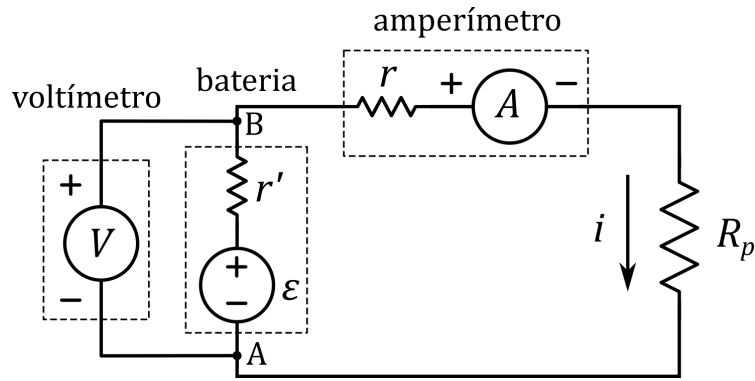 amperímetro
r + A −
bateria
voltímetro
B
+
r′
V
i
R_p
+
ε
−
−
A